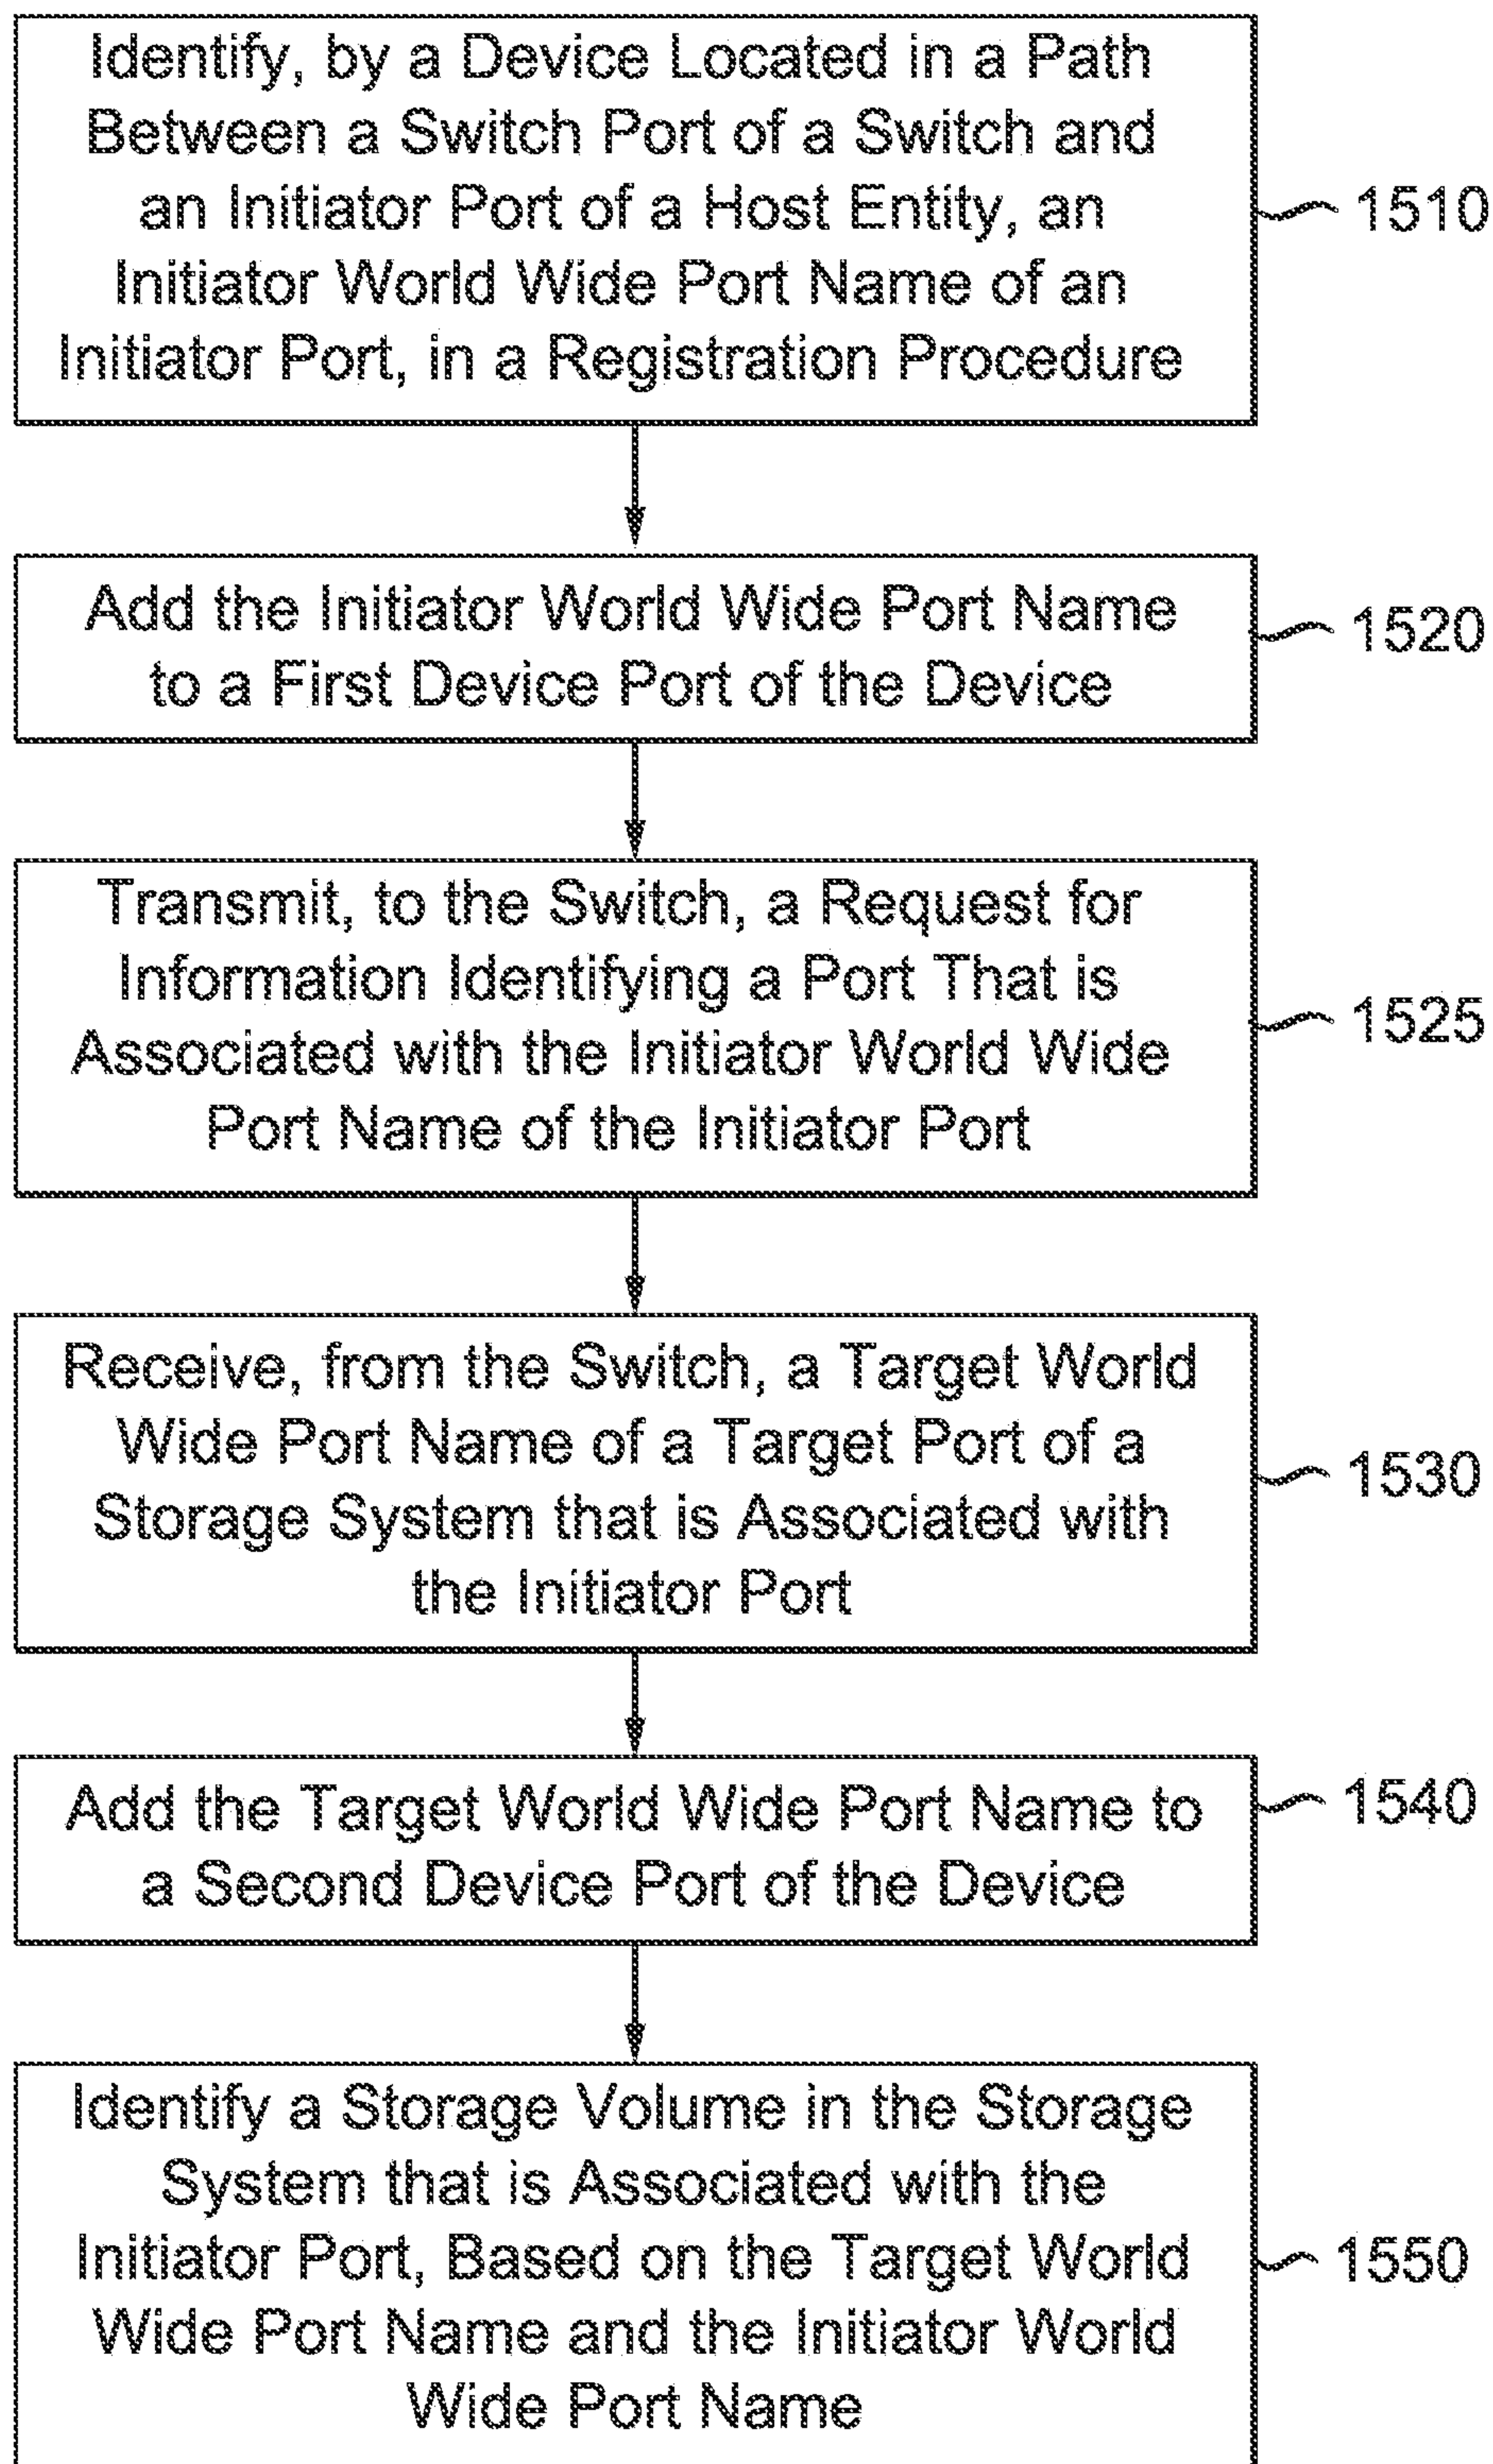 Identify, by a Device Located in a Path
Between a Switch Port of a Switch and
an Initiator Port of a Host Entity, an
Initiator World Wide Port Name of an
Initiator Port, in a Registration Procedure
1510
Add the Initiator World Wide Port Name
to a First Device Port of the Device
1520
Transmit, to the Switch, a Request for
Information Identifying a Port That is
Associated with the Initiator World Wide
Port Name of the Initiator Port
1525
Receive, from the Switch, a Target World
Wide Port Name of a Target Port of a
Storage System that is Associated with
the Initiator Port
1530
Add the Target World Wide Port Name to
a Second Device Port of the Device
1540
Identify a Storage Volume in the Storage
System that is Associated with the
Initiator Port, Based on the Target World
Wide Port Name and the Initiator World
Wide Port Name
1550